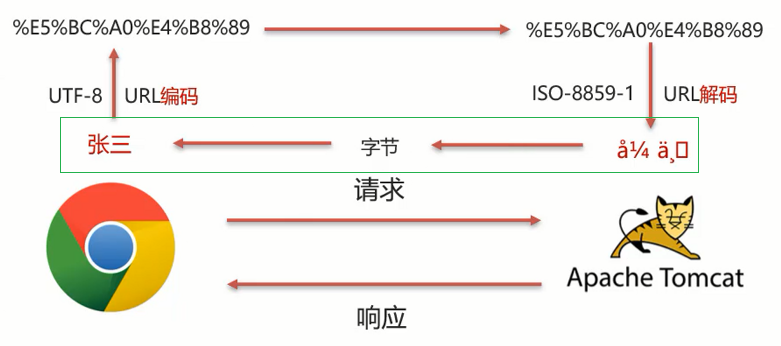 %E5%BC%A0%E4%B8%89 %E5%BC%A0%E4%B8%89
UTF-8 URL编码 ISO-8859-1 URL解码
张三 字节 å¼ ä¸
请求
Apache Tomcat
响应